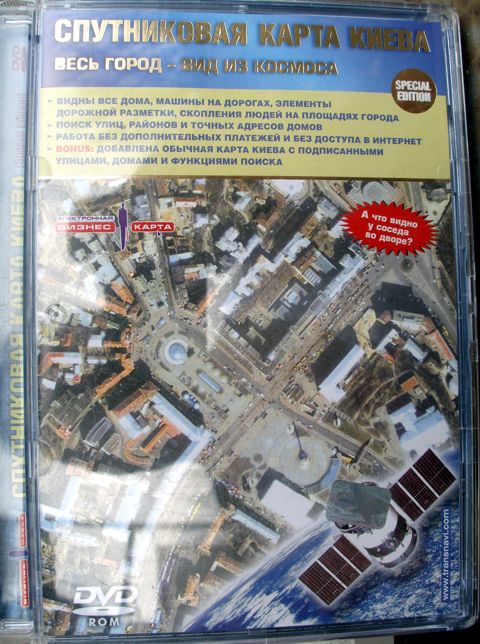 СПУТНИКОВАЯ КАРТА КИЕВА
ВЕСЬ ГОРОД - ВИД ИЗ КОСМОСА
SPECIAL
EDITION
ВИДНЫ ВСЕ ДОМА, МАШИНЫ НА ДОРОГАХ, ЭЛЕМЕНТЫ
ДОРОЖНОЙ РАЗМЕТКИ, СКОПЛЕНИЯ ЛЮДЕЙ НА ПЛОЩАДЯХ ГОРОДА
ПОИСК УЛИЦ, РАЙОНОВ И ТОЧНЫХ АДРЕСОВ ДОМОВ
РАБОТА БЕЗ ДОПОЛНИТЕЛЬНЫХ ПЛАТЕЖЕЙ И БЕЗ ДОСТУПА В ИНТЕРНЕТ
BONUS: ДОБАВЛЕНА ОБЫЧНАЯ КАРТА КИЕВА С ПОДПИСАННЫМИ
УЛИЦАМИ, ДОМАМИ И ФУНКЦИЯМИ ПОИСКА
ЭЛЕКТРОННАЯ
БИЗНЕС КАРТА
А что видно
у соседа
во дворе?
www.transnavi.com
DVD
ROM
DVD
СПУТНИКОВАЯ КАРТА КИЕВА